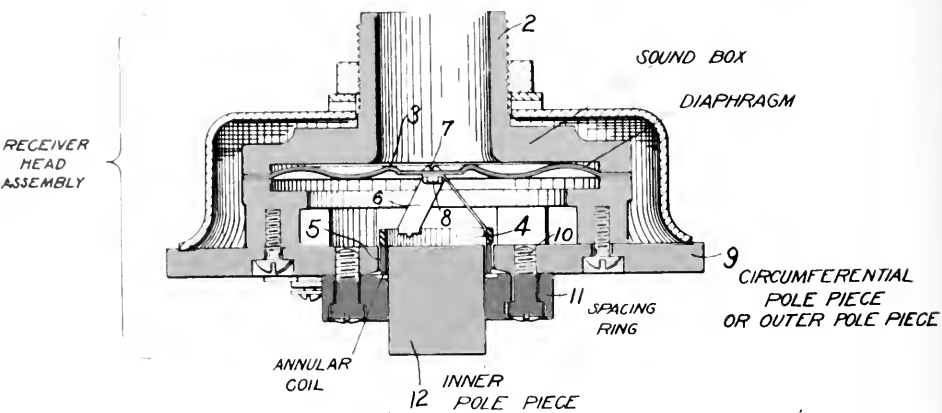 2
SOUND BOX
DIAPHRAGM
3
7
RECEIVER
HEAD
ASSEMBLY
6
8
5
4
10
9
CIRCUMFERENTIAL
POLE PIECE
OR OUTER POLE PIECE
11
SPACING
RING
ANNULAR
COIL
12
INNER
POLE PIECE